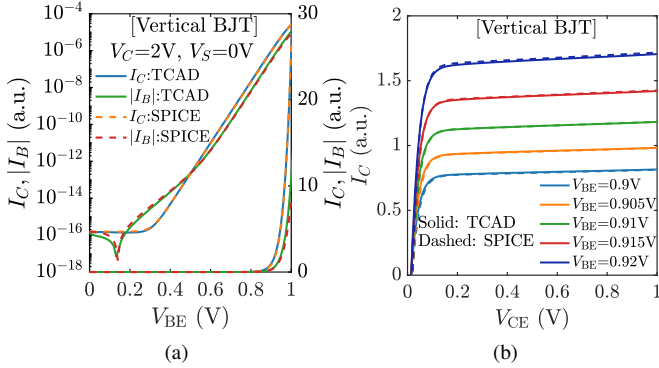 [Vertical BJT]
V_C=2V, V_S=0V
I_C:TCAD
|I_B|:TCAD
I_C:SPICE
|I_B|:SPICE
10^{-4}
10^{-6}
10^{-8}
10^{-10}
10^{-12}
10^{-14}
10^{-16}
10^{-18}
I_C, |I_B| (a.u.)
30
20
10
0
I_C, |I_B| (a.u.)
0 0.2 0.4 0.6 0.8 1
V_BE (V)
(a)
[Vertical BJT]
2
1.5
1
0.5
0
I_C (a.u.)
V_BE=0.9V
V_BE=0.905V
V_BE=0.91V
V_BE=0.915V
V_BE=0.92V
Solid: TCAD
Dashed: SPICE
0.2 0.4 0.6 0.8 1
V_CE (V)
(b)